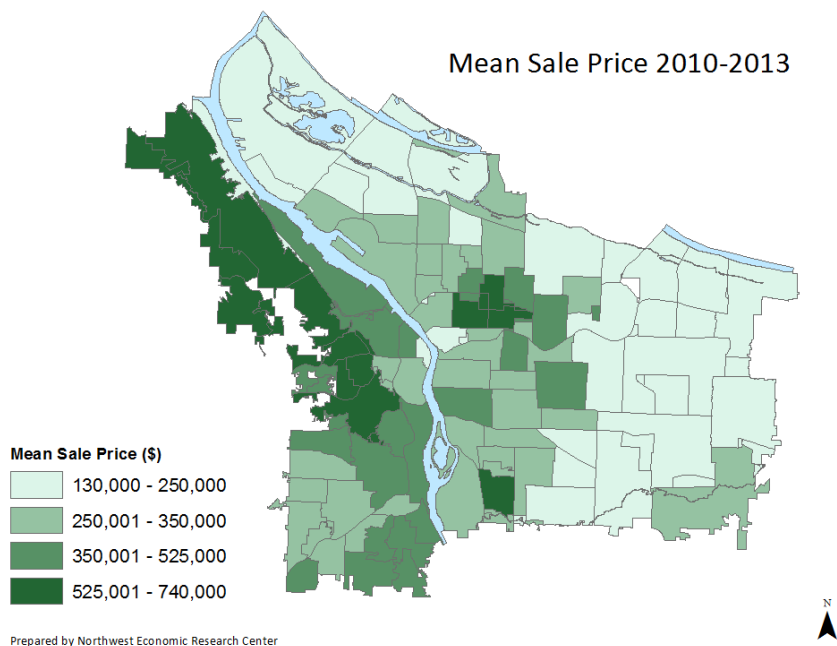 Mean Sale Price 2010-2013
Mean Sale Price ($)
130,000 - 250,000
250,001 - 350,000
350,001 - 525,000
525,001 - 740,000
Prepared by Northwest Economic Research Center
N